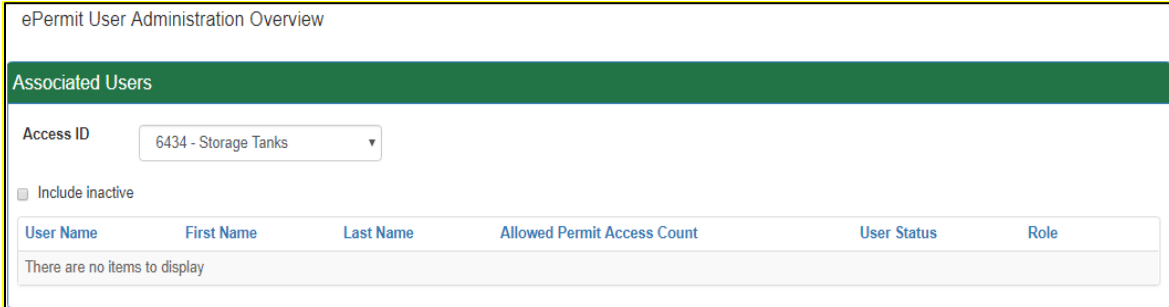 ePermit User Administration Overview
Associated Users
Access ID
6434 - Storage Tanks
Include inactive
User Name First Name Last Name Allowed Permit Access Count User Status Role
There are no items to display